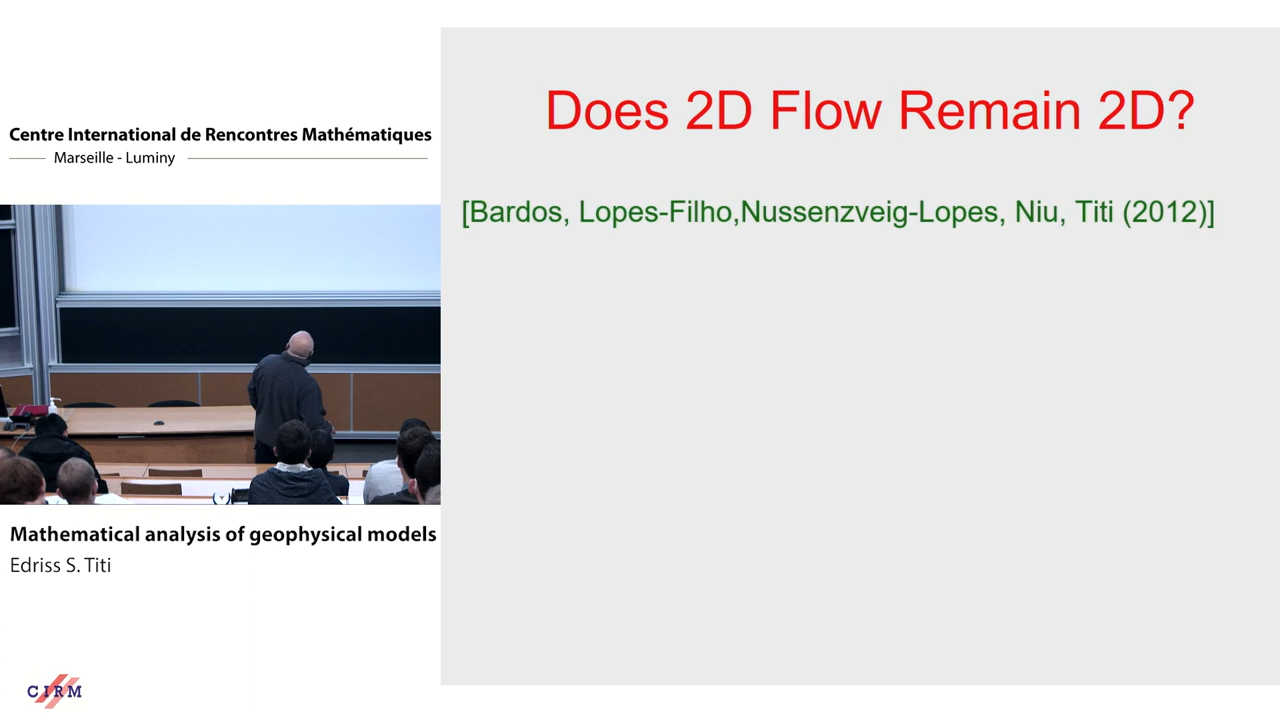 Centre International de Rencontres Mathématiques
Marseille - Luminy
Mathematical analysis of geophysical models
Edriss S. Titi
CIRM
Does 2D Flow Remain 2D?
[Bardos, Lopes-Filho,Nussenzveig-Lopes, Niu, Titi (2012)]